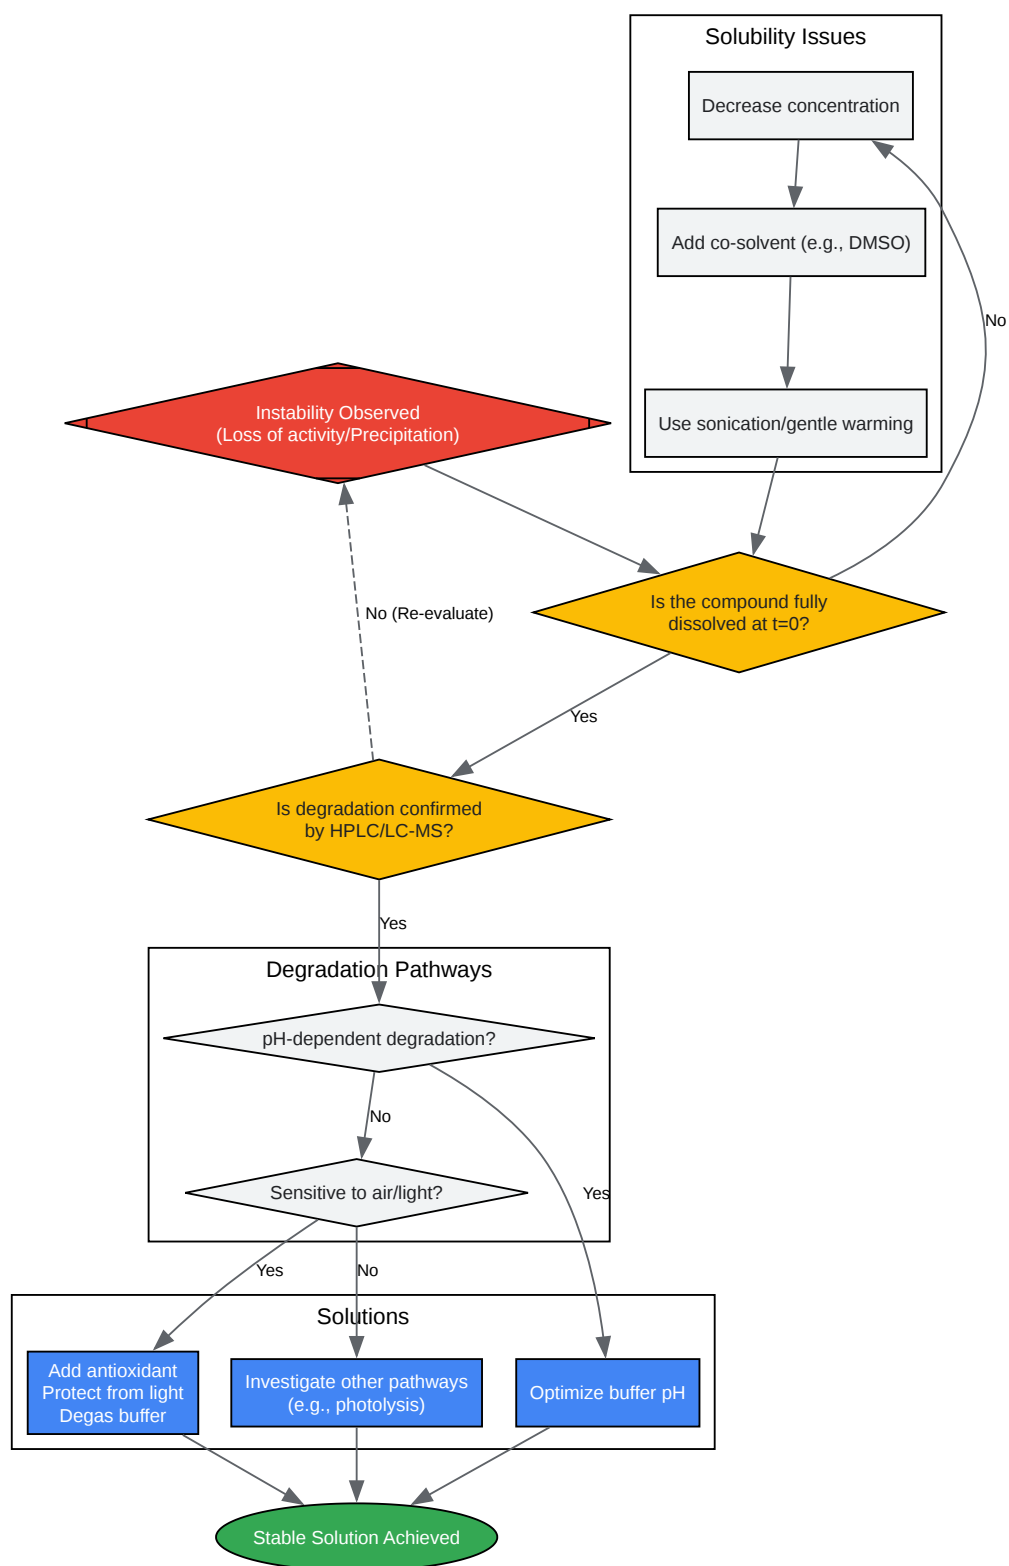 Solubility Issues
Decrease concentration
Add co-solvent (e.g., DMSO)
No
Use sonication/gentle warming
Instability Observed
(Loss of activity/Precipitation)
Is the compound fully
dissolved at t=0?
No (Re-evaluate)
Yes
Is degradation confirmed
by HPLC/LC-MS?
Yes
Degradation Pathways
pH-dependent degradation?
No
Sensitive to air/light?
Yes
Yes
No
Solutions
Add antioxidant
Protect from light
Degas buffer
Investigate other pathways
(e.g., photolysis)
Optimize buffer pH
Stable Solution Achieved